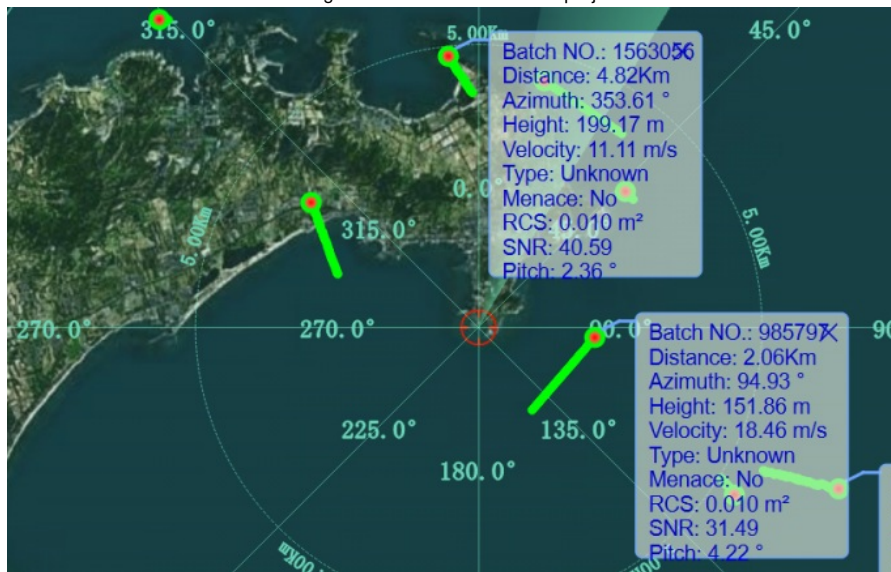 315.0°
5.00Km
45.0°
Batch NO.: 1563056
Distance: 4.82Km
Azimuth: 353.61 °
Height: 199.17 m
Velocity: 11.11 m/s
Type: Unknown
Menace: No
RCS: 0.010 m²
SNR: 40.59
Pitch: 2.36 °
0.0°
315.0°
45.0°
5.00Km
5.00Km
270.0°
270.0°
90.0°
90
Batch NO.: 985797
Distance: 2.06Km
Azimuth: 94.93 °
Height: 151.86 m
Velocity: 18.46 m/s
Type: Unknown
Menace: No
RCS: 0.010 m²
SNR: 31.49
Pitch: 4.22 °
225.0°
135.0°
180.0°